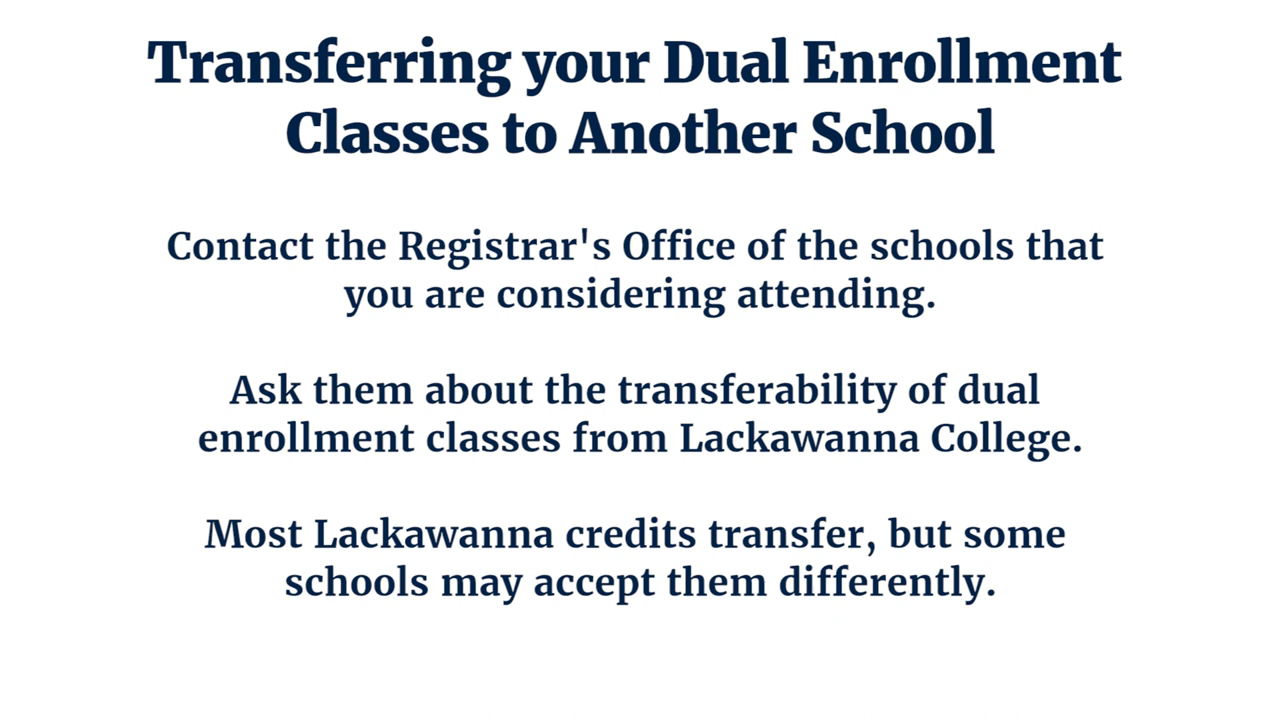 Transferring your Dual Enrollment
Classes to Another School
Contact the Registrar's Office of the schools that
you are considering attending.
Ask them about the transferability of dual
enrollment classes from Lackawanna College.
Most Lackawanna credits transfer, but some
schools may accept them differently.